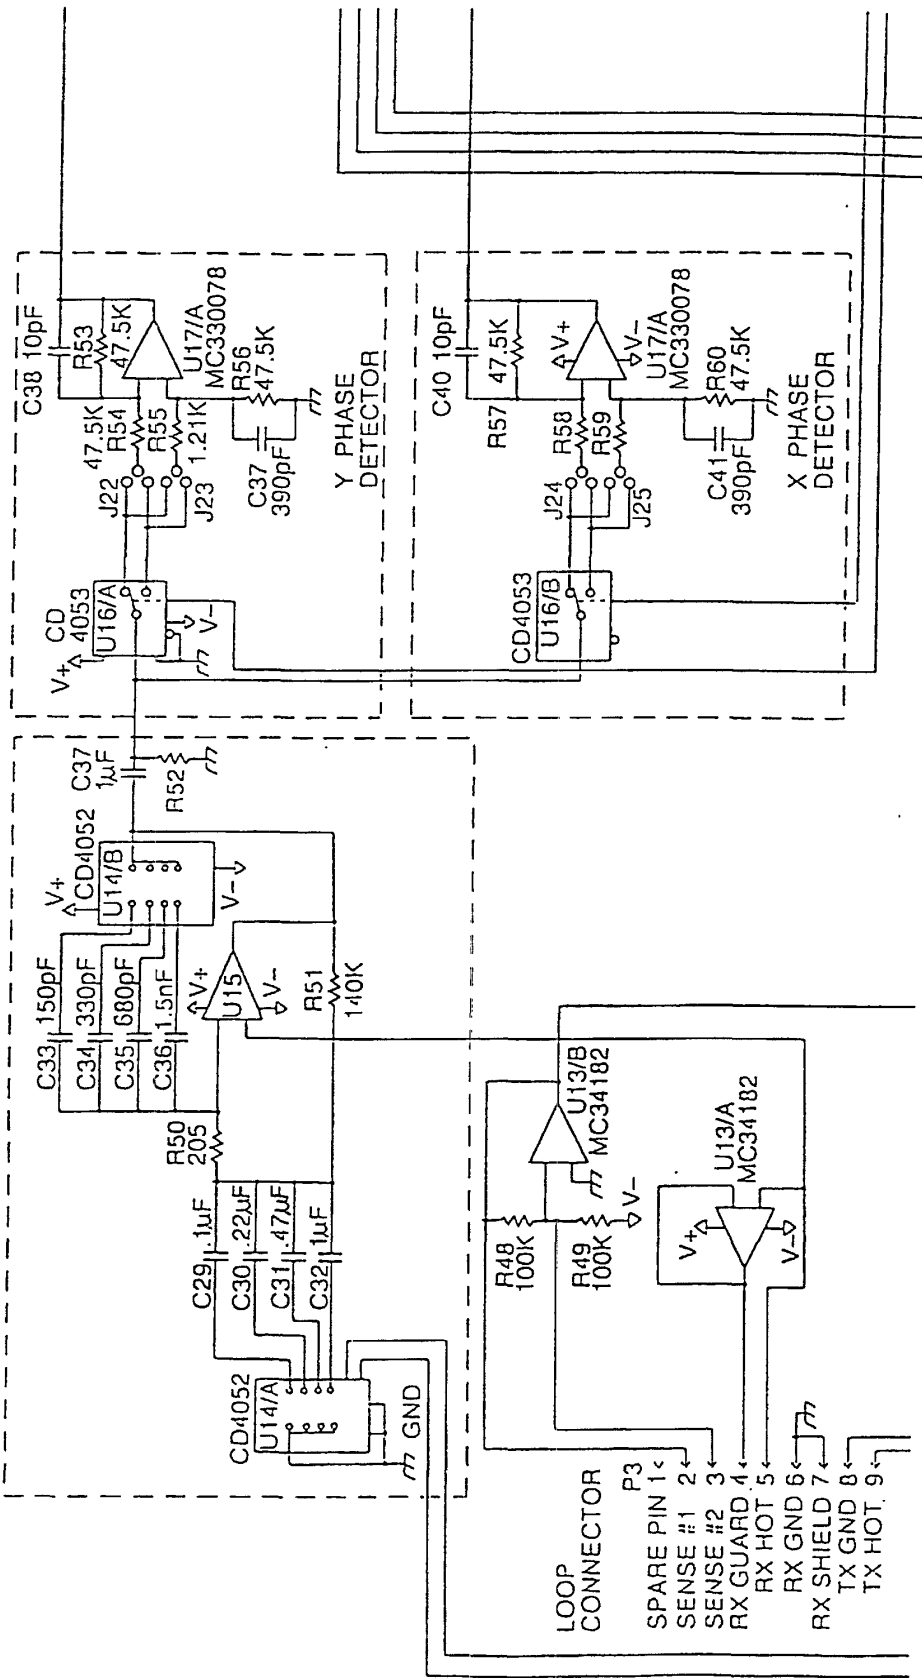 C38 10pF
R53
47.5K
47.5K
R54
R55
1.21K
U17/A
MC330078
R56
47.5K
C37
390pF
J22
J23
Y PHASE
DETECTOR
CD
4053
U16/A
V+
V-
C40 10pF
47.5K
R57
V+
V-
U17/A
MC330078
R58
R59
R60
47.5K
C41
390pF
J24
J25
X PHASE
DETECTOR
CD4053
U16/B
C37
1µF
R52
V+
CD4052
U14/B
V-
C33 150pF
C34 330pF
C35 680pF
C36 1.5nF
V+
U15
V-
R50
205
R51
140K
C29 .1µF
C30 .22µF
C31 .47µF
C32 1µF
CD4052
U14/A
GND
U13/B
MC34182
R48
100K
R49
100K
V-
U13/A
MC34182
V+
V-
LOOP
CONNECTOR
P3
SPARE PIN 1
SENSE #1 2
SENSE #2 3
RX GUARD 4
RX HOT 5
RX GND 6
RX SHIELD 7
TX GND 8
TX HOT 9